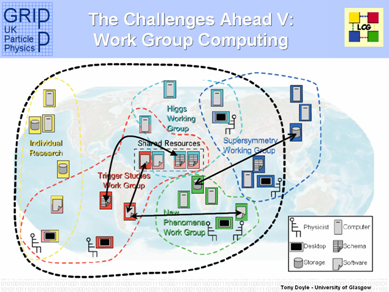 GRID
UK
Particle
Physics
PP
The Challenges Ahead V:
Work Group Computing
LCG
Higgs
Working
Group
Individual
Research
Shared Resources
Supersymmetry
Working Group
Trigger Studies
Work Group
New
Phenomena
Work Group
Physicist
Computer
Desktop
Schema
Storage
Software
Tony Doyle - University of Glasgow